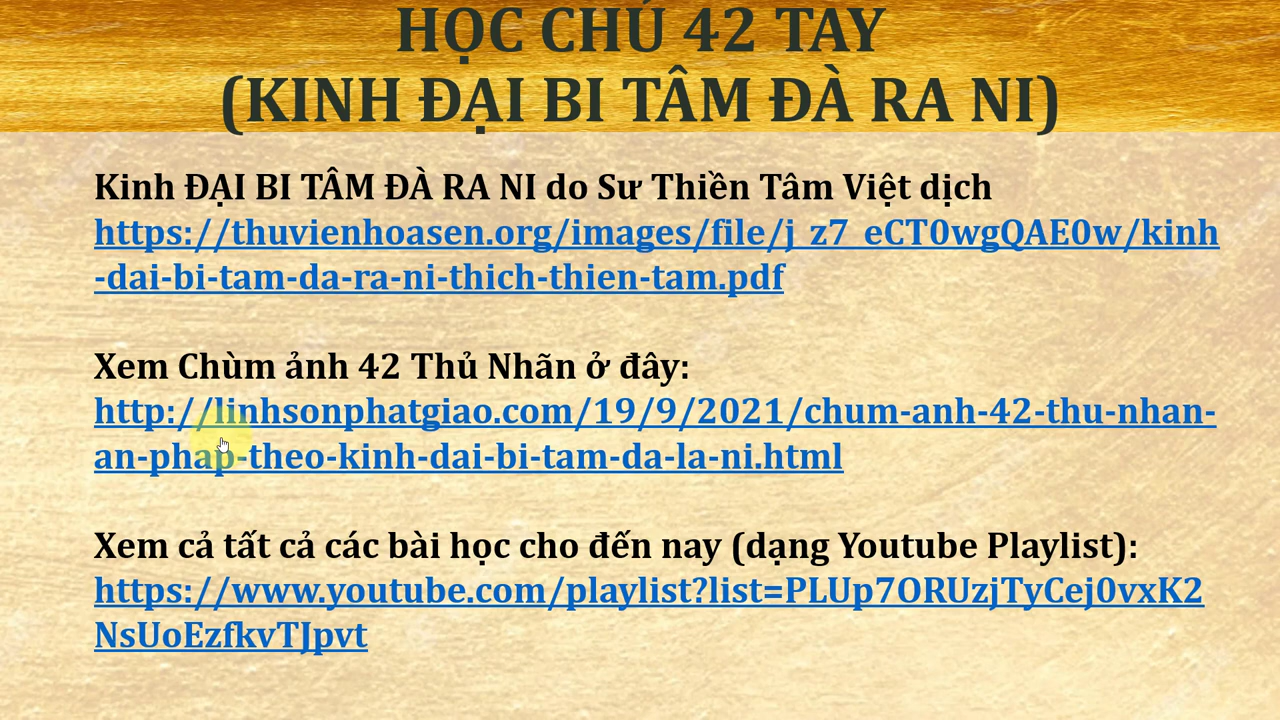 HỌC CHÚ 42 TAY
(KINH ĐẠI BI TÂM ĐÀ RA NI)
Kinh ĐẠI BI TÂM ĐÀ RA NI do Sư Thiền Tâm Việt dịch
https://thuvienhoasen.org/images/file/j_z7_eCT0wgQAE0w/kinh
-dai-bi-tam-da-ra-ni-thich-thien-tam.pdf
Xem Chùm ảnh 42 Thủ Nhãn ở đây:
http://linhsonphatgiao.com/19/9/2021/chum-anh-42-thu-nhan-
an-phap-theo-kinh-dai-bi-tam-da-la-ni.html
Xem cả tất cả các bài học cho đến nay (dạng Youtube Playlist):
https://www.youtube.com/playlist?list=PLUp7ORUzjTyCej0vxK2
NsUoEzfkvTJpvt